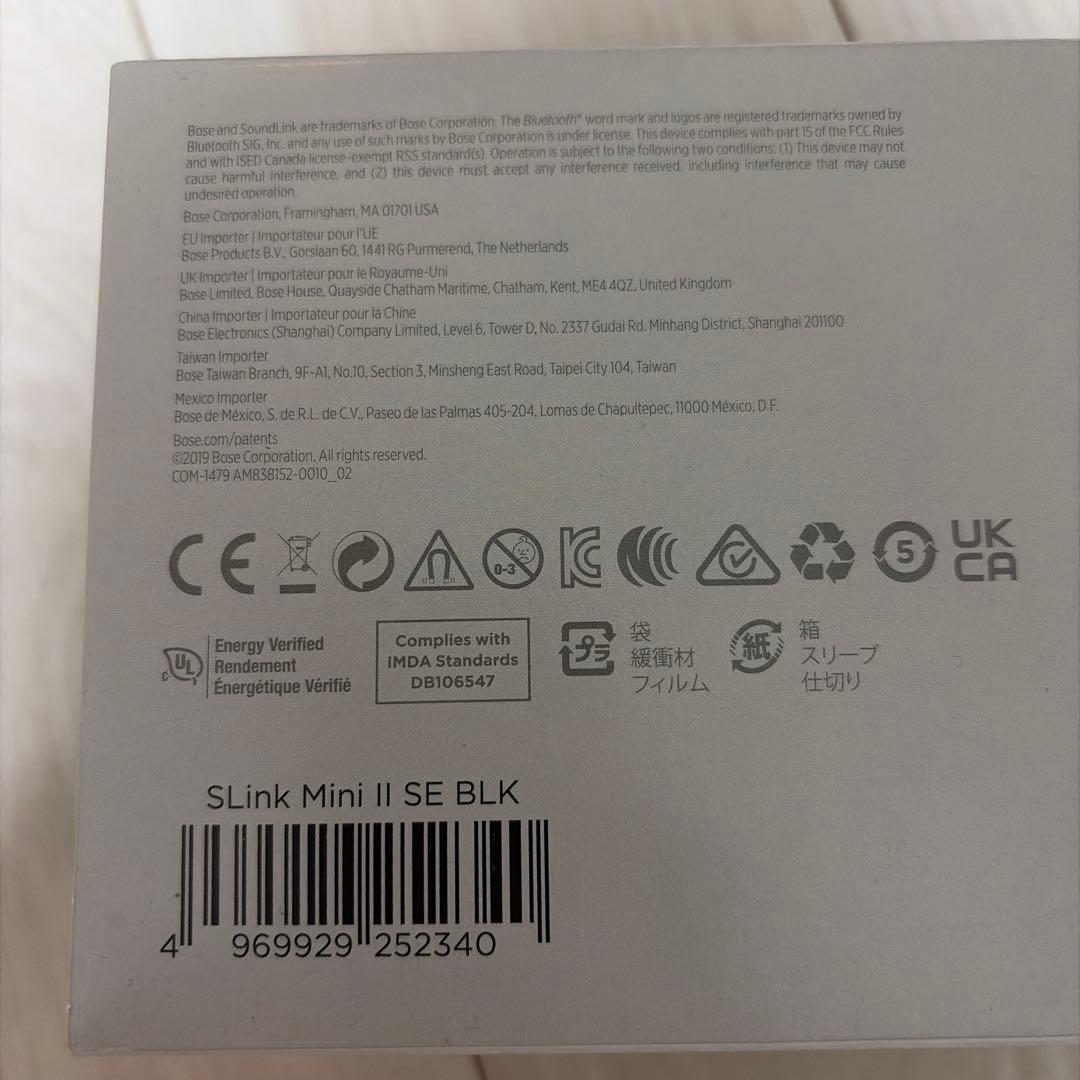 Bose and SoundLink are trademarks of Bose Corporation. The Bluetooth® word mark and logos are registered trademarks owned by
Bluetooth SIG, Inc. and any use of such marks by Bose Corporation is under license. This device complies with part 15 of the FCC Rules
and with ISED Canada license-exempt RSS standard(s). Operation is subject to the following two conditions: (1) This device may not
cause harmful interference, and (2) this device must accept any interference received, including interference that may cause
undesired operation.
Bose Corporation, Framingham, MA 01701 USA
EU Importer | Importateur pour l'UE
Bose Products B.V., Gorslaan 60, 1441 RG Purmerend, The Netherlands
UK Importer | Importateur pour le Royaume-Uni
Bose Limited, Bose House, Quayside Chatham Maritime, Chatham, Kent, ME4 4QZ, United Kingdom
China Importer | Importateur pour la Chine
Bose Electronics (Shanghai) Company Limited, Level 6, Tower D, No. 2337 Gudai Rd. Minhang District, Shanghai 201100
Taiwan Importer
Bose Taiwan Branch, 9F-A1, No.10, Section 3, Minsheng East Road, Taipei City 104, Taiwan
Mexico Importer
Bose de México, S. de R.L. de C.V., Paseo de las Palmas 405-204, Lomas de Chapultepec, 11000 México, D.F.
Bose.com/patents
©2019 Bose Corporation. All rights reserved.
COM-1479 AM838152-0010_02
CE 0-3 KC 5 UK
CA
c UL s
Energy Verified
Rendement
Énergétique Vérifié
Complies with
IMDA Standards
DB106547
プラ
袋
緩衝材
フィルム
紙
箱
スリーブ
仕切り
SLink Mini II SE BLK
4 969929 252340